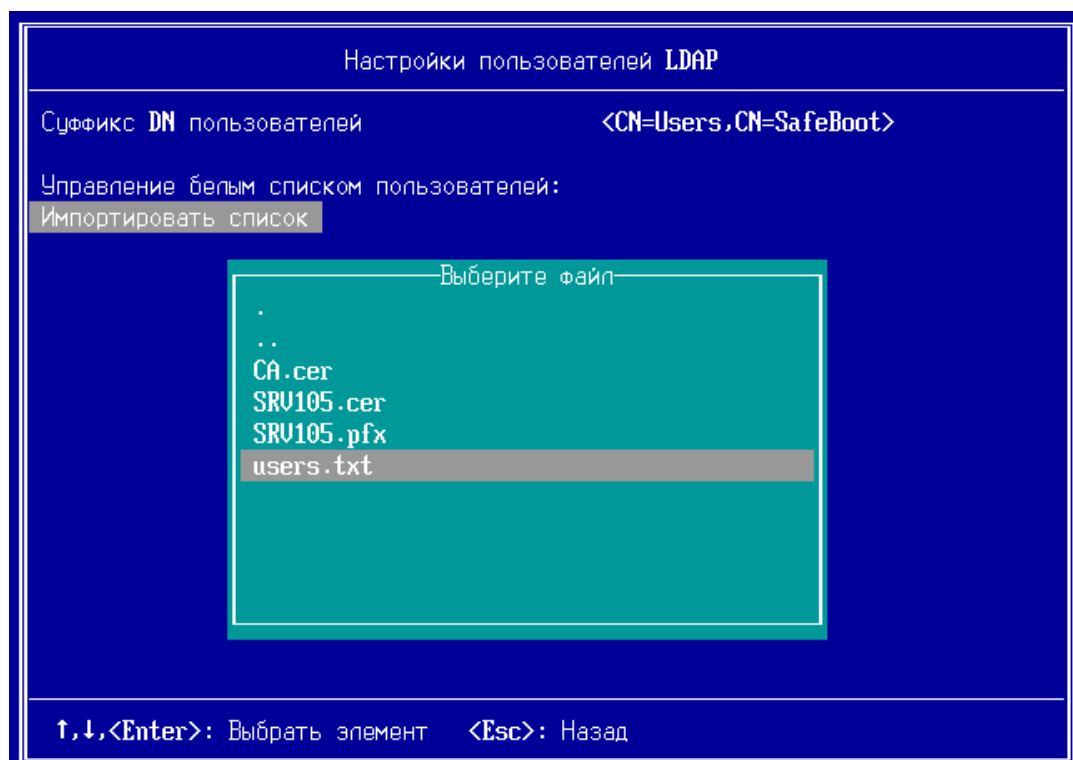 Настройки пользователей LDAP
Суффикс DN пользователей <CN=Users,CN=SafeBoot>
Управление белым списком пользователей:
Импортировать список
Выберите файл
.
..
CA.cer
SRV105.cer
SRV105.pfx
users.txt
↑,↓,<Enter>: Выбрать элемент <Esc>: Назад